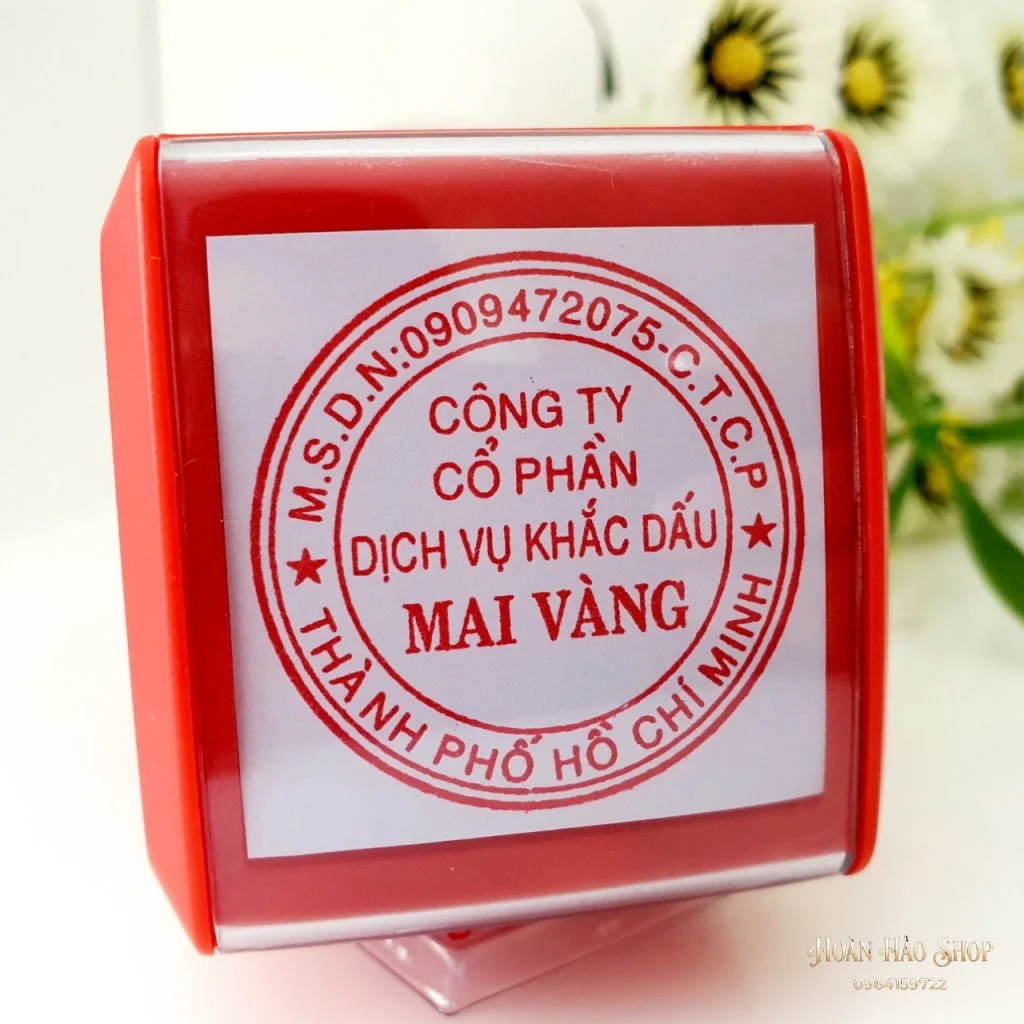 M.S.D.N:0909472075-C.T.C.P
CÔNG TY
CỔ PHẦN
DỊCH VỤ KHẮC DẤU
MAI VÀNG
★ THÀNH PHỐ HỒ CHÍ MINH ★
Hoàn Hảo Shop
0964159722